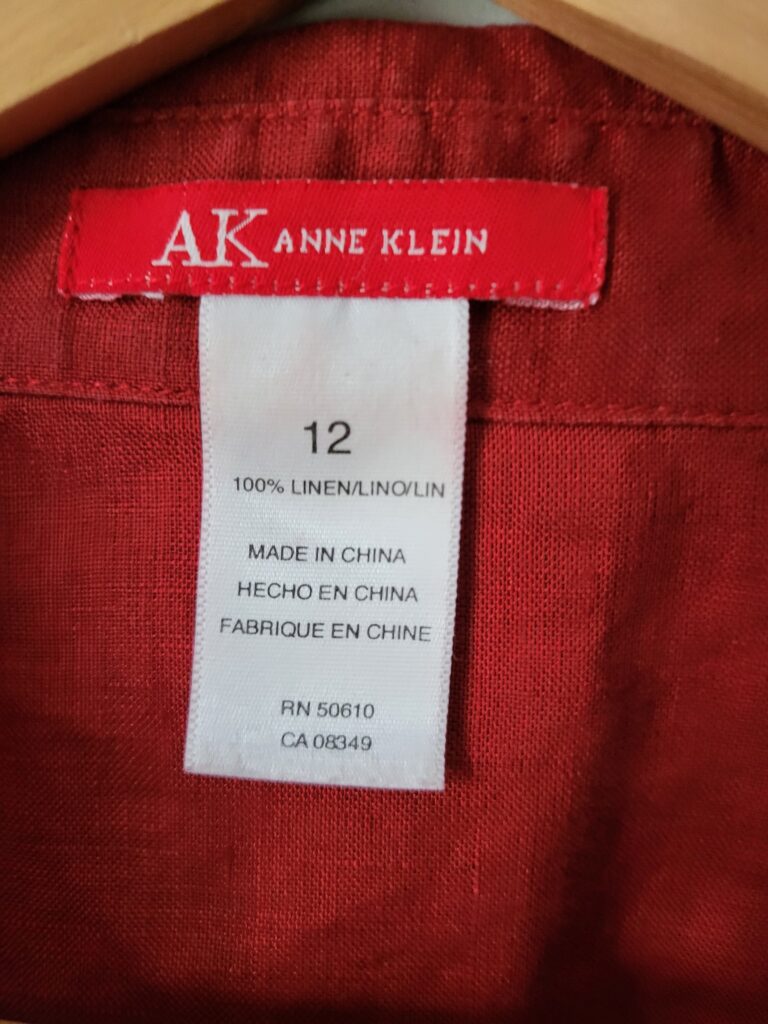 AK ANNE KLEIN
12
100% LINEN/LINO/LIN
MADE IN CHINA
HECHO EN CHINA
FABRIQUE EN CHINE
RN 50610
CA 08349